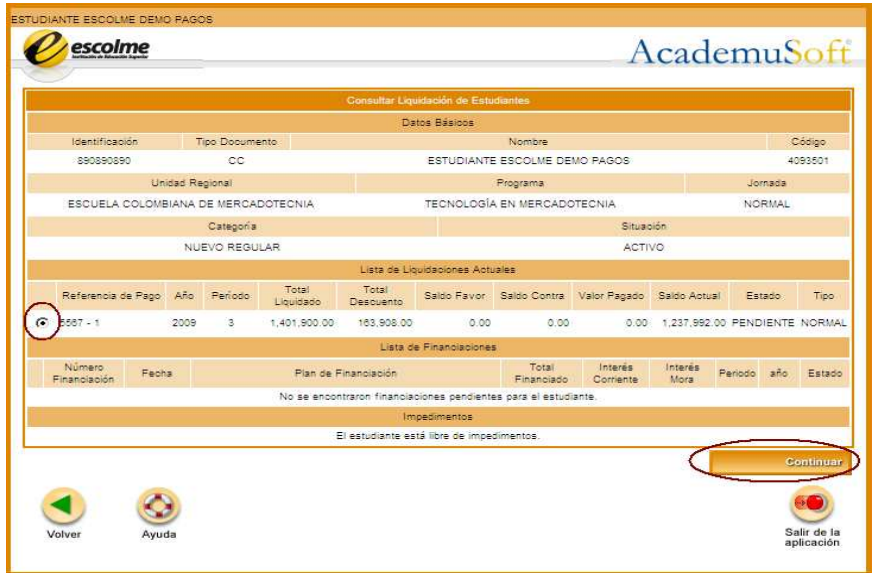 ESTUDIANTE ESCOLME DEMO PAGOS
escolme
Institución de Educación Superior
AcademuSoft
Consultar Liquidación de Estudiantes
Datos Básicos
Identificación Tipo Documento Nombre Código
890890890 CC ESTUDIANTE ESCOLME DEMO PAGOS 4093501
Unidad Regional Programa Jornada
ESCUELA COLOMBIANA DE MERCADOTECNIA TECNOLOGÍA EN MERCADOTECNIA NORMAL
Categoría Situación
NUEVO REGULAR ACTIVO
Lista de Liquidaciones Actuales
Referencia de Pago Año Período Total Liquidado Total Descuento Saldo Favor Saldo Contra Valor Pagado Saldo Actual Estado Tipo
5567 - 1 2009 3 1,401,900.00 163,908.00 0.00 0.00 0.00 1,237,992.00 PENDIENTE NORMAL
Lista de Financiaciones
Número Financiación Fecha Plan de Financiación Total Financiado Interés Corriente Interés Mora Periodo año Estado
No se encontraron financiaciones pendientes para el estudiante.
Impedimentos
El estudiante está libre de impedimentos.
Continuar
Volver Ayuda Salir de la aplicación